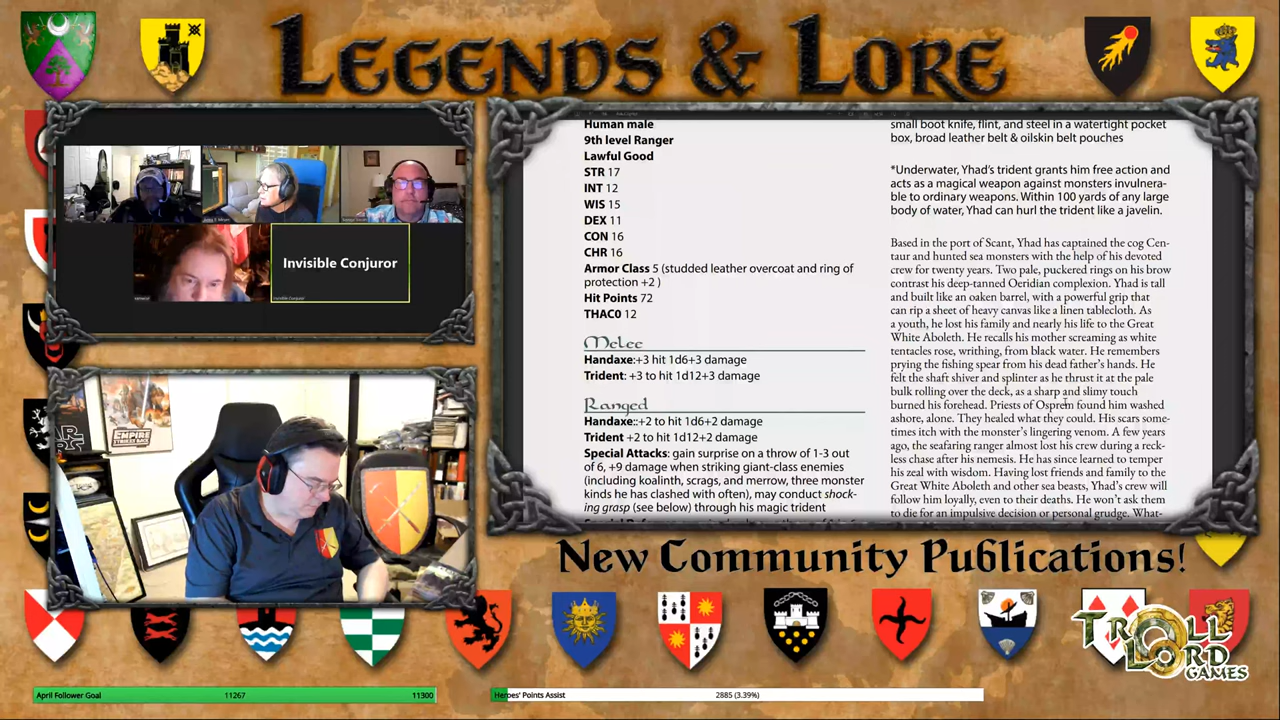 LEGENDS & LORE
Invisible Conjuror
EMPIRE
STRIKES BACK
Human male
9th level Ranger
Lawful Good
STR 17
INT 12
WIS 15
DEX 11
CON 16
CHR 16
Armor Class 5 (studded leather overcoat and ring of
protection +2 )
Hit Points 72
THAC0 12
Melee
Handaxe:+3 hit 1d6+3 damage
Trident: +3 to hit 1d12+3 damage
Ranged
Handaxe::+2 to hit 1d6+2 damage
Trident +2 to hit 1d12+2 damage
Special Attacks: gain surprise on a throw of 1-3 out
of 6, +9 damage when striking giant-class enemies
(including koalinth, scrags, and merrow, three monster
kinds he has clashed with often), may conduct shock-
ing grasp (see below) through his magic trident
small boot knife, flint, and steel in a watertight pocket
box, broad leather belt & oilskin belt pouches
*Underwater, Yhad's trident grants him free action and
acts as a magical weapon against monsters invulnera-
ble to ordinary weapons. Within 100 yards of any large
body of water, Yhad can hurl the trident like a javelin.
Based in the port of Scant, Yhad has captained the cog Cen-
taur and hunted sea monsters with the help of his devoted
crew for twenty years. Two pale, puckered rings on his brow
contrast his deep-tanned Oeridian complexion. Yhad is tall
and built like an oaken barrel, with a powerful grip that
can rip a sheet of heavy canvas like a linen tablecloth. As
a youth, he lost his family and nearly his life to the Great
White Aboleth. He recalls his mother screaming as white
tentacles rose, writhing, from black water. He remembers
prying the fishing spear from his dead father's hands. He
felt the shaft shiver and splinter as he thrust it at the pale
bulk rolling over the deck, as a sharp and slimy touch
burned his forehead. Priests of Osprem found him washed
ashore, alone. They healed what they could. His scars some-
times itch with the monster's lingering venom. A few years
ago, the seafaring ranger almost lost his crew during a reck-
less chase after his nemesis. He has since learned to temper
his zeal with wisdom. Having lost friends and family to the
Great White Aboleth and other sea beasts, Yhad's crew will
follow him loyally, even to their deaths. He won't ask them
to die for an impulsive decision or personal grudge. What-
New Community Publications!
TROLL
LORD
GAMES
April Follower Goal 11267 11300
Heroes' Points Assist 2885 (3.39%)